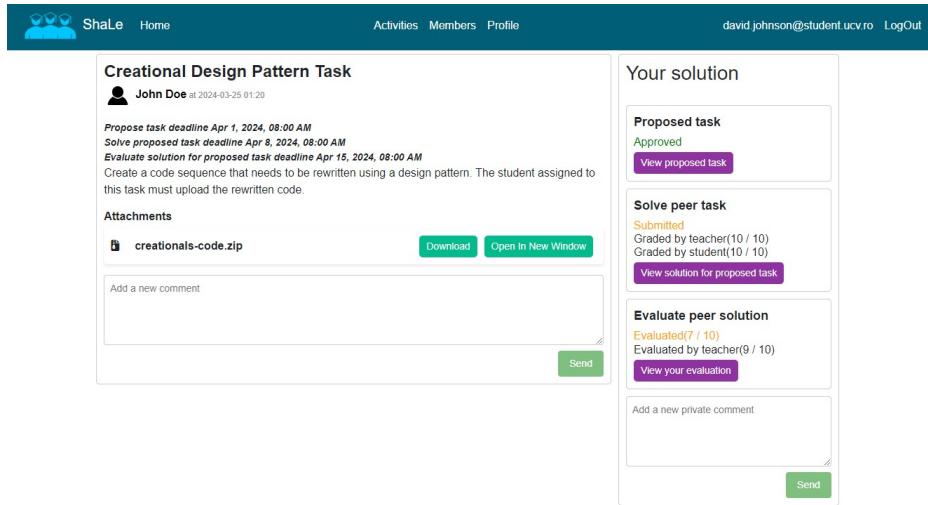 ShaLe Home Activities Members Profile david.johnson@student.ucv.ro LogOut
Creational Design Pattern Task
John Doe at 2024-03-25 01:20
Propose task deadline Apr 1, 2024, 08:00 AM
Solve proposed task deadline Apr 8, 2024, 08:00 AM
Evaluate solution for proposed task deadline Apr 15, 2024, 08:00 AM
Create a code sequence that needs to be rewritten using a design pattern. The student assigned to
this task must upload the rewritten code.
Attachments
creationals-code.zip Download Open In New Window
Add a new comment
Send
Your solution
Proposed task
Approved
View proposed task
Solve peer task
Submitted
Graded by teacher(10 / 10)
Graded by student(10 / 10)
View solution for proposed task
Evaluate peer solution
Evaluated(7 / 10)
Evaluated by teacher(9 / 10)
View your evaluation
Add a new private comment
Send